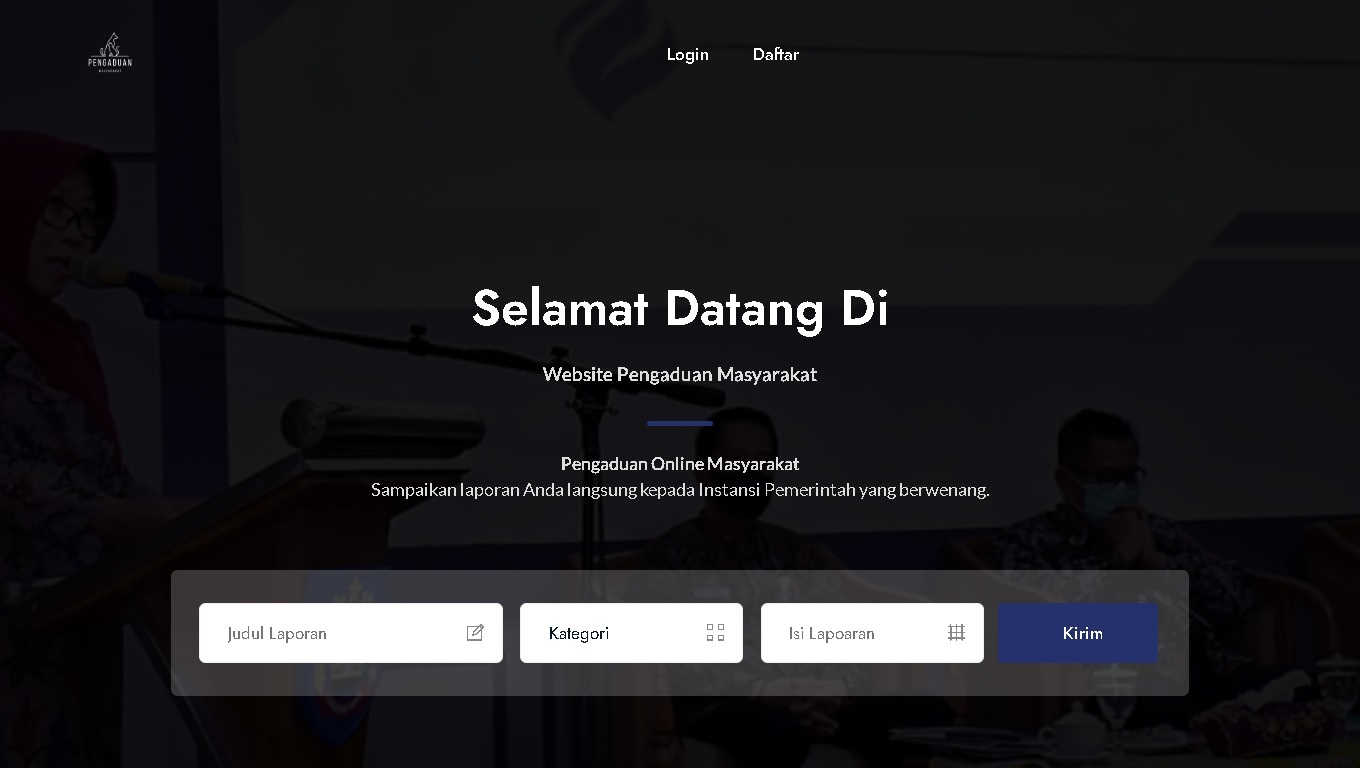 PENGADUAN
MASYARAKAT
Login
Daftar
Selamat Datang Di
Website Pengaduan Masyarakat
Pengaduan Online Masyarakat
Sampaikan laporan Anda langsung kepada Instansi Pemerintah yang berwenang.
Judul Laporan
Kategori
Isi Lapoaran
Kirim